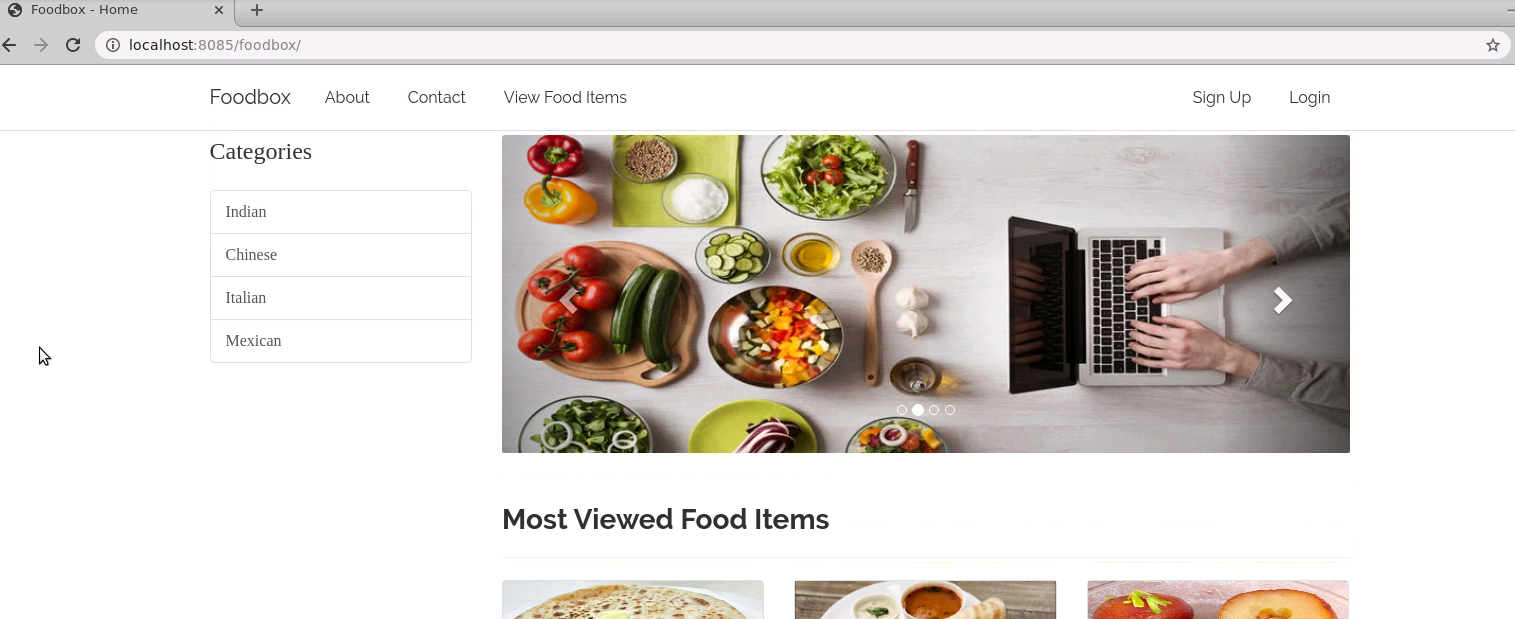 Foodbox - Home
localhost:8085/foodbox/
Foodbox About Contact View Food Items Sign Up Login
Categories
Indian
Chinese
Italian
Mexican
Most Viewed Food Items